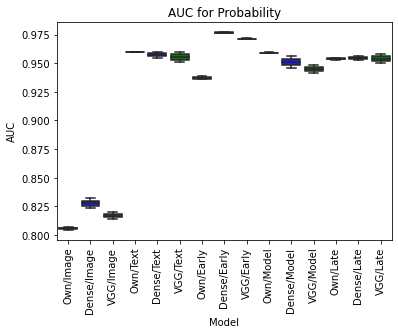 AUC for Probability
AUC
0.975
0.950
0.925
0.900
0.875
0.850
0.825
0.800
Own/Image
Dense/Image
VGG/Image
Own/Text
Dense/Text
VGG/Text
Own/Early
Dense/Early
VGG/Early
Own/Model
Dense/Model
VGG/Model
Own/Late
Dense/Late
VGG/Late
Model